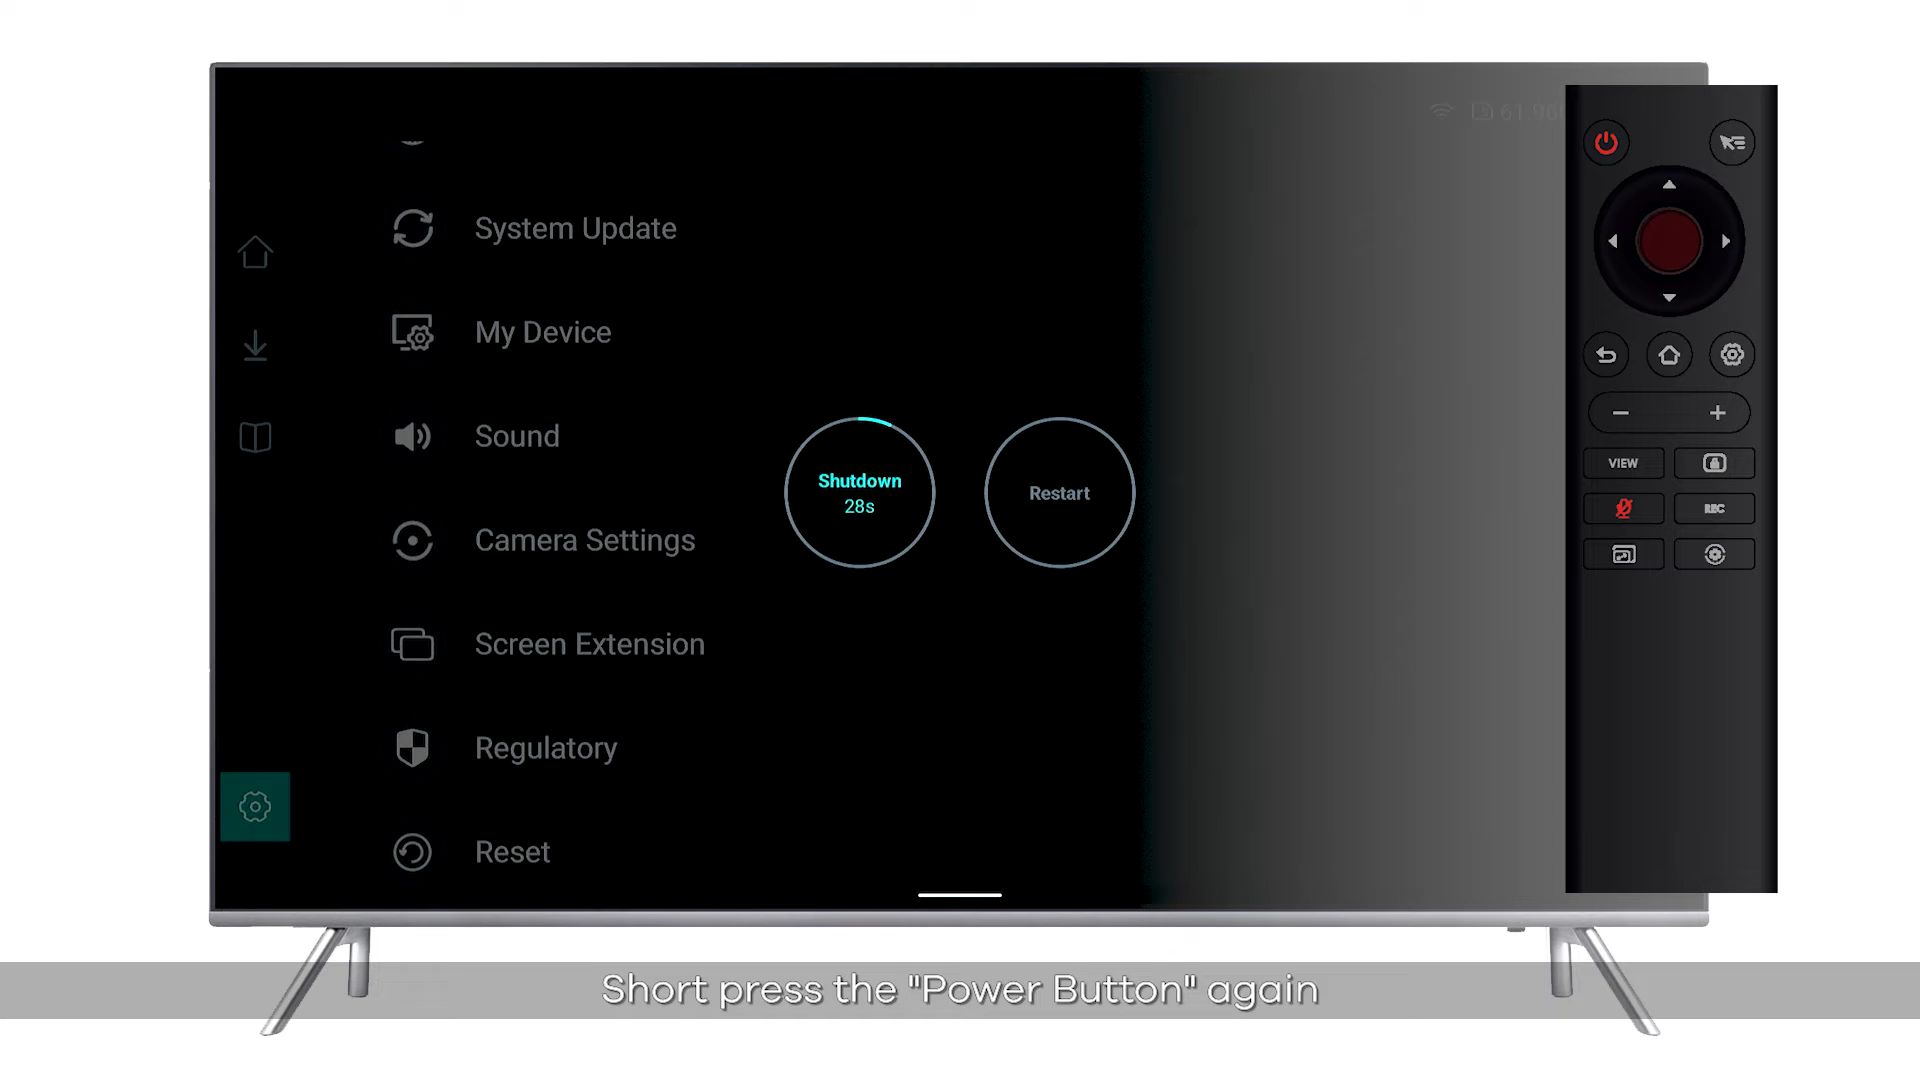 System Update
My Device
Sound
Camera Settings
Screen Extension
Regulatory
Reset
Shutdown
28s
Restart
VIEW
REC
Short press the "Power Button" again